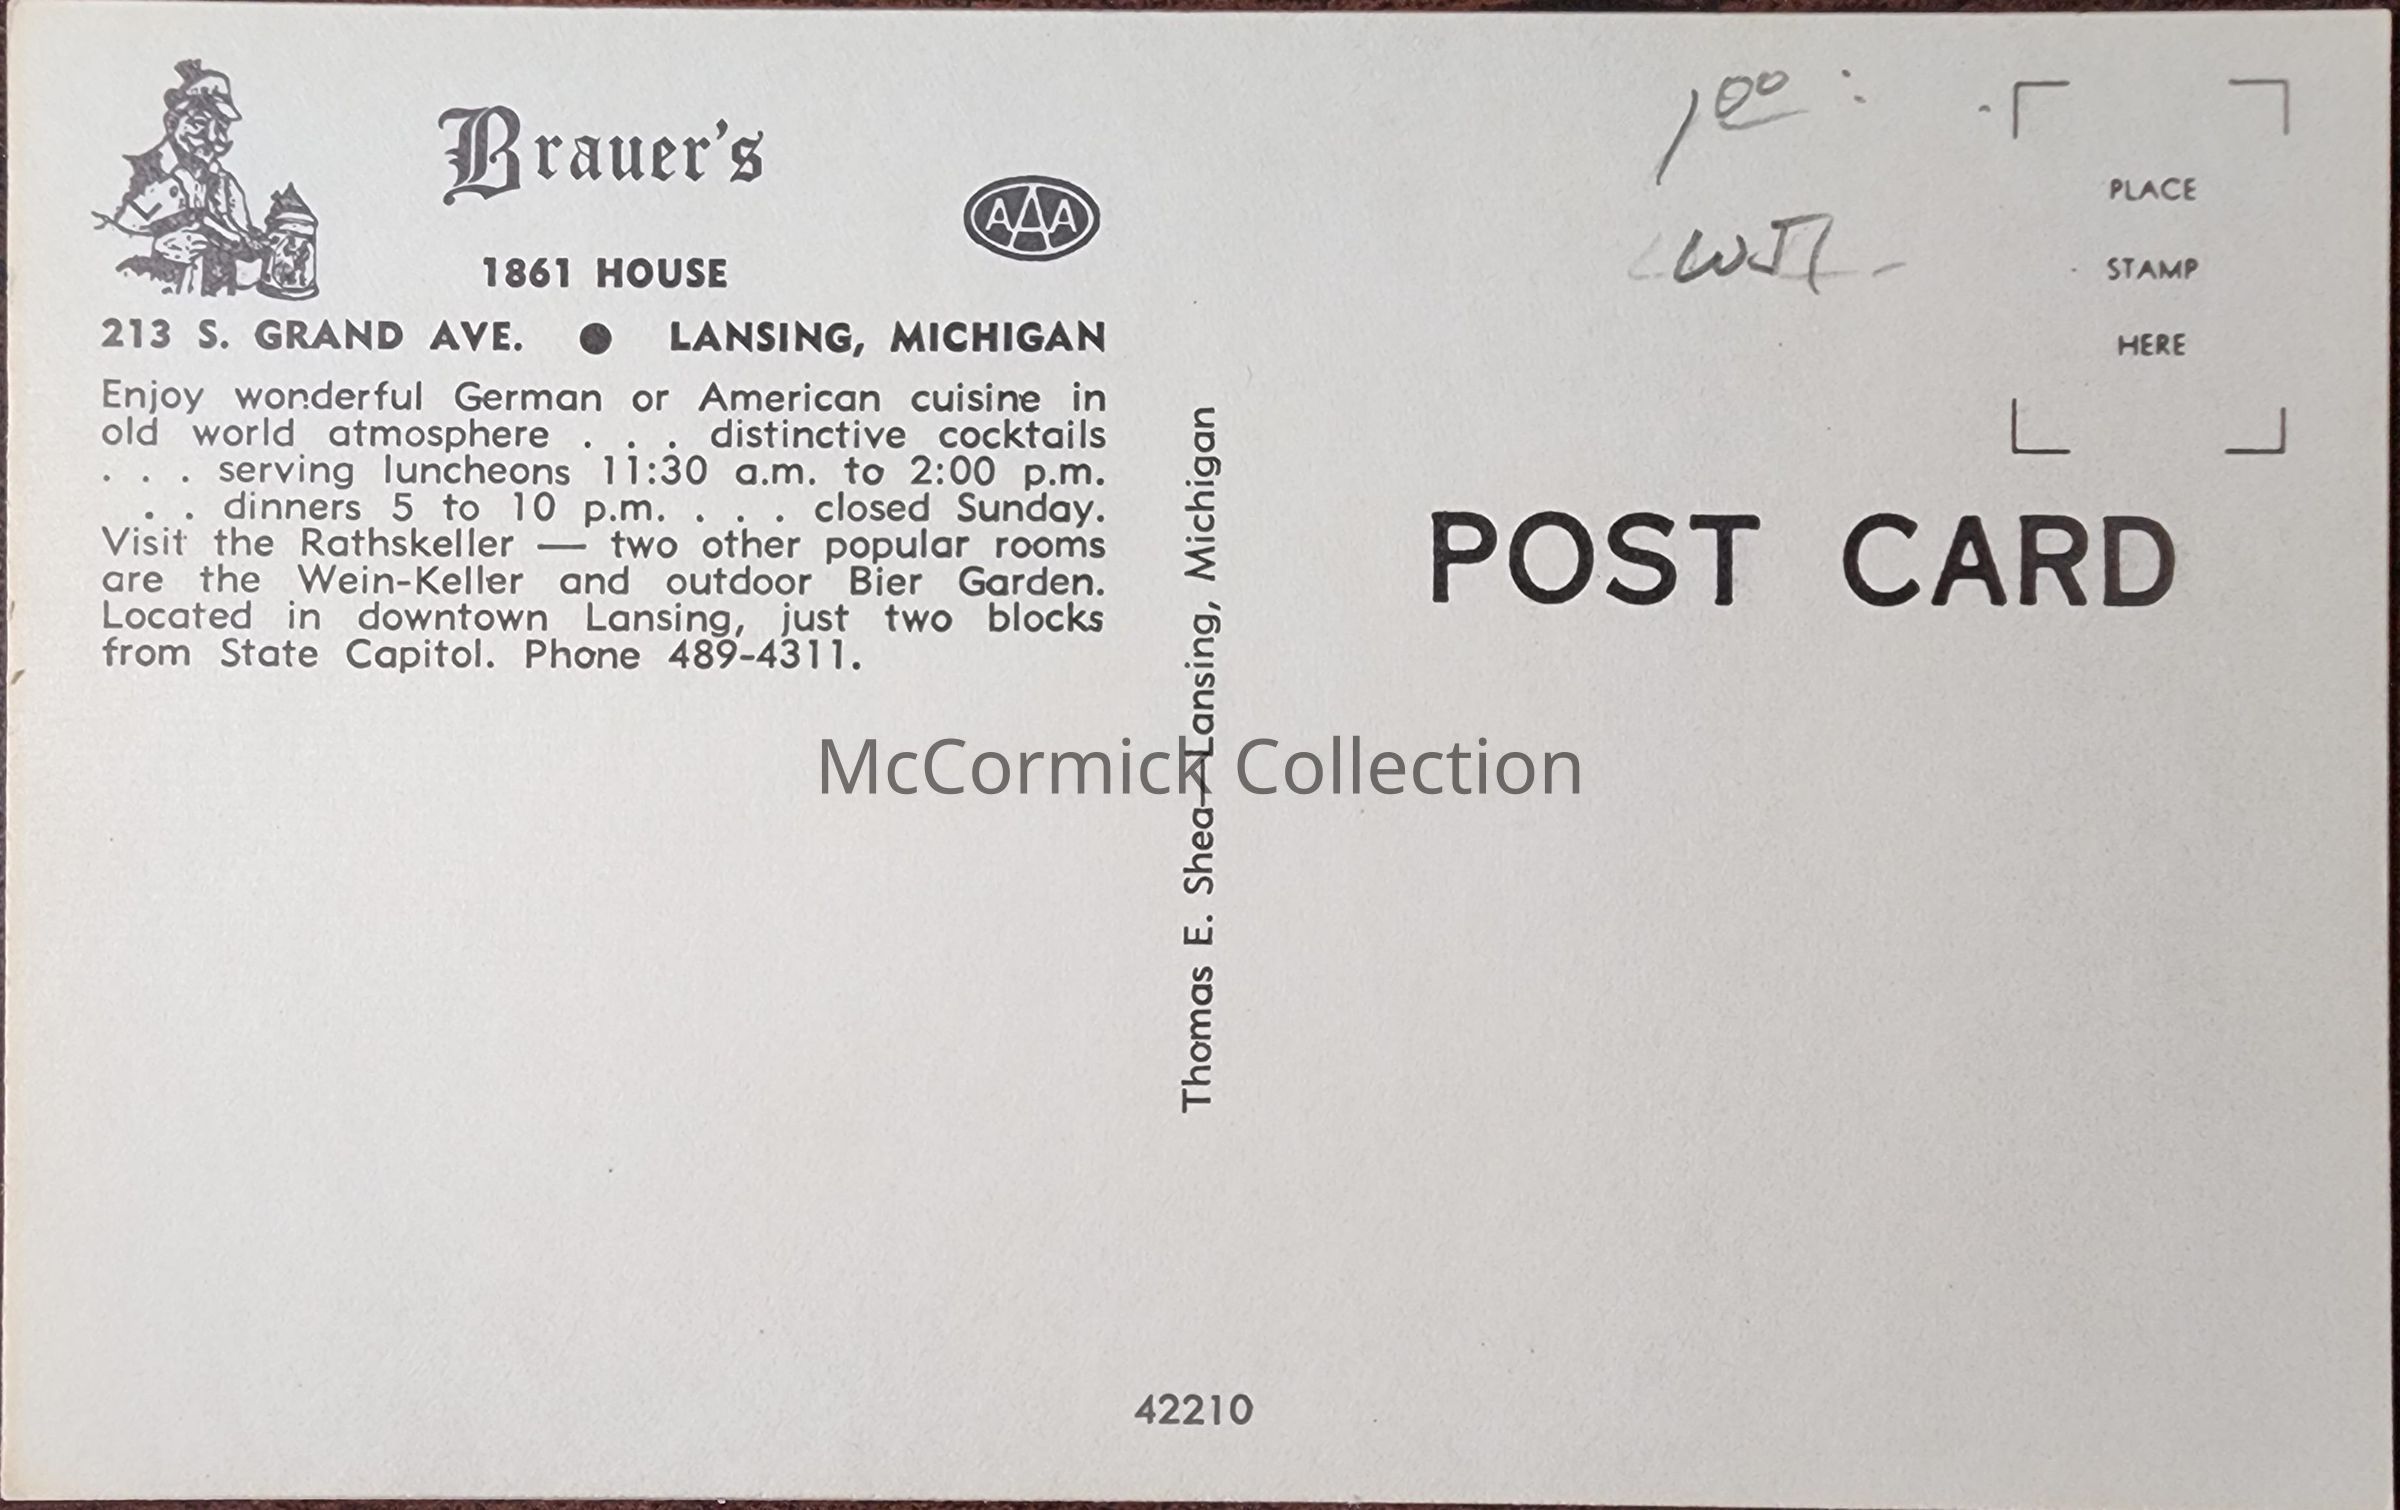 Brauer's
1861 HOUSE
AAA
213 S. GRAND AVE. ● LANSING, MICHIGAN
Enjoy wonderful German or American cuisine in
old world atmosphere . . . distinctive cocktails
. . . serving luncheons 11:30 a.m. to 2:00 p.m.
. . dinners 5 to 10 p.m. . . . closed Sunday.
Visit the Rathskeller — two other popular rooms
are the Wein-Keller and outdoor Bier Garden.
Located in downtown Lansing, just two blocks
from State Capitol. Phone 489-4311.
Thomas E. Shea—Lansing, Michigan
1.00
PLACE
STAMP
HERE
POST CARD
McCormick Collection
42210